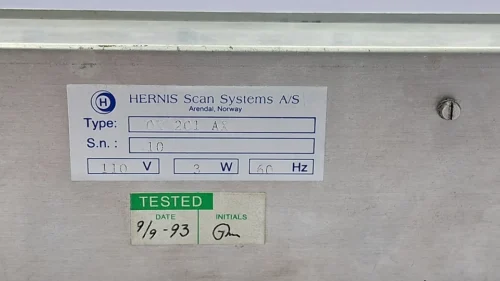 H HERNIS Scan Systems A/S
Arendal, Norway
Type:
S.n.: 10
110 V 3 W 60 Hz
TESTED
DATE INITIALS
9/9-93